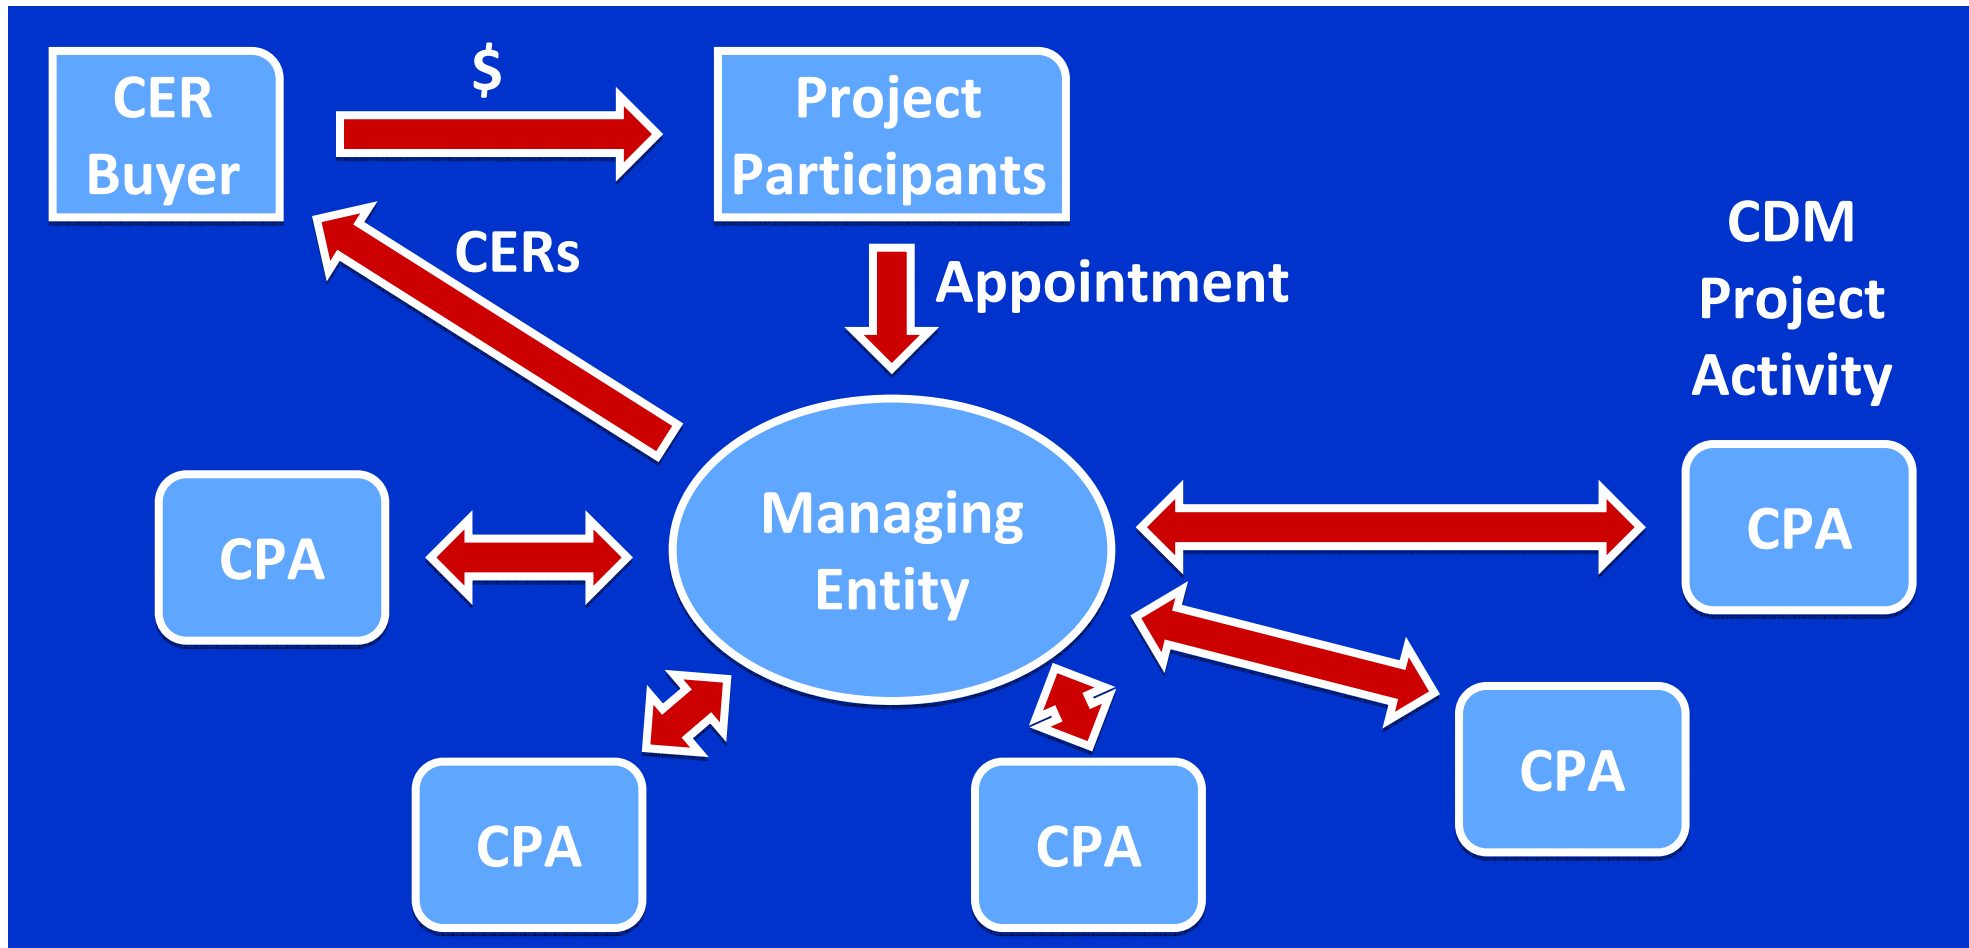 CER
Buyer
$
Project
Participants
CERs
Appointment
CDM
Project
Activity
Managing
Entity
CPA
CPA
CPA
CPA
CPA